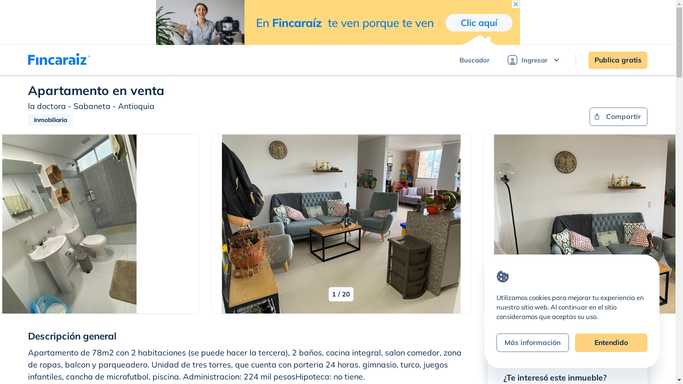 En Fincaraíz te ven porque te ven
Clic aquí
Fincaraiz
Buscador
Ingresar
Publica gratis
Apartamento en venta
la doctora - Sabaneta - Antioquia
Inmobiliaria
Compartir
1 / 20
Utilizamos cookies para mejorar tu experiencia en
nuestro sitio web. Al continuar en el sitio
consideramos que aceptas su uso.
Más información
Entendido
Descripción general
Apartamento de 78m2 con 2 habitaciones (se puede hacer la tercera), 2 baños, cocina integral, salon comedor, zona
de ropas, balcon y parqueadero. Unidad de tres torres, que cuenta con porteria 24 horas, gimnasio, turco, juegos
infantiles, cancha de microfutbol, piscina. Administracion: 224 mil pesosHipoteca: no tiene.
¿Te interesó este inmueble?